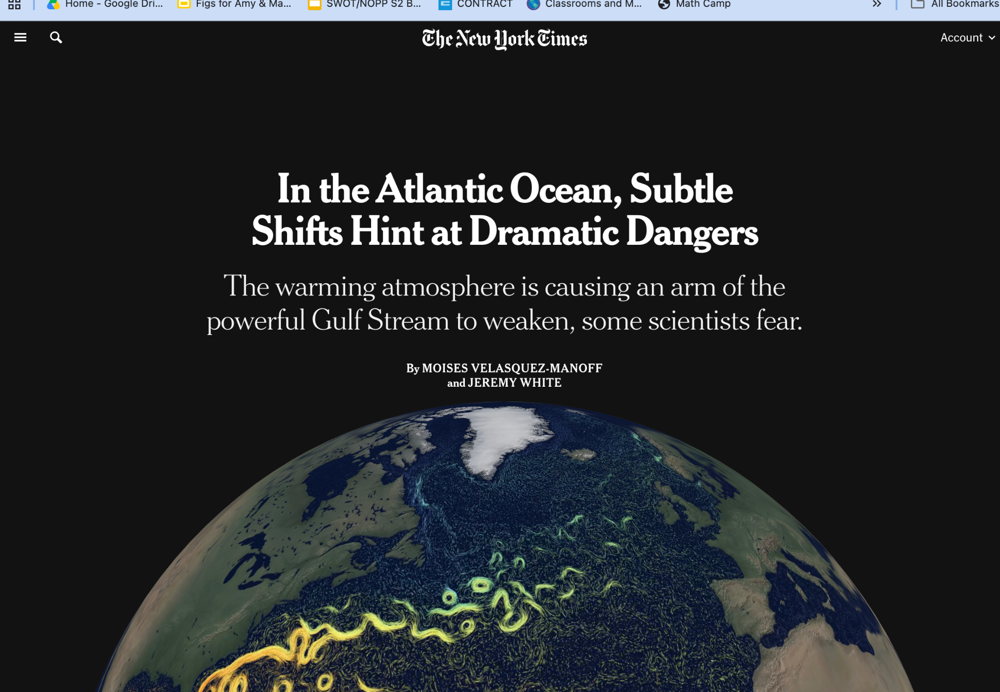 Home - Google Dri...
Figs for Amy & Ma...
SWOT/NOPP S2 B...
CONTRACT
Classrooms and M...
Math Camp
All Bookmarks
The New York Times
Account
In the Atlantic Ocean, Subtle
Shifts Hint at Dramatic Dangers
The warming atmosphere is causing an arm of the
powerful Gulf Stream to weaken, some scientists fear.
By MOISES VELASQUEZ-MANOFF
and JEREMY WHITE